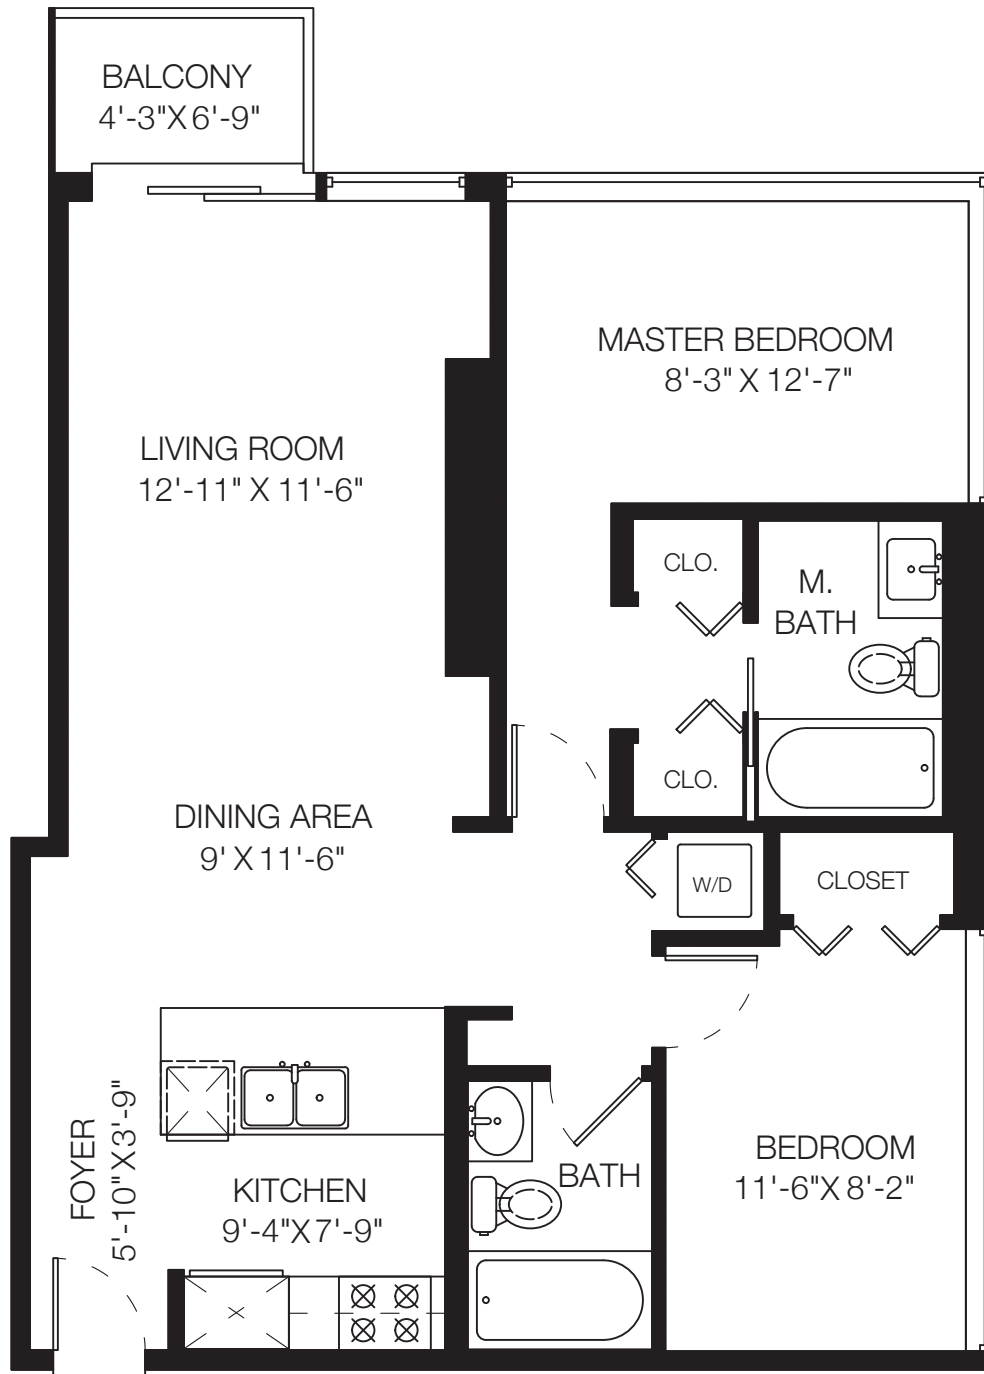 BALCONY
4'-3"X 6'-9"
MASTER BEDROOM
8'-3" X 12'-7"
LIVING ROOM
12'-11" X 11'-6"
CLO.
M.
BATH
CLO.
DINING AREA
9' X 11'-6"
W/D
CLOSET
FOYER
5'-10"X3'-9"
KITCHEN
9'-4"X7'-9"
BATH
BEDROOM
11'-6"X 8'-2"